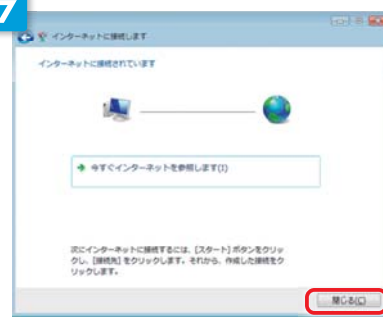 7
インターネットに接続します
インターネットに接続されています
今すぐインターネットを参照します(I)
次にインターネットに接続するには、[スタート] ボタンをクリッ
クし、[接続先] をクリックします。それから、作成した接続をク
リックします。
閉じる(C)